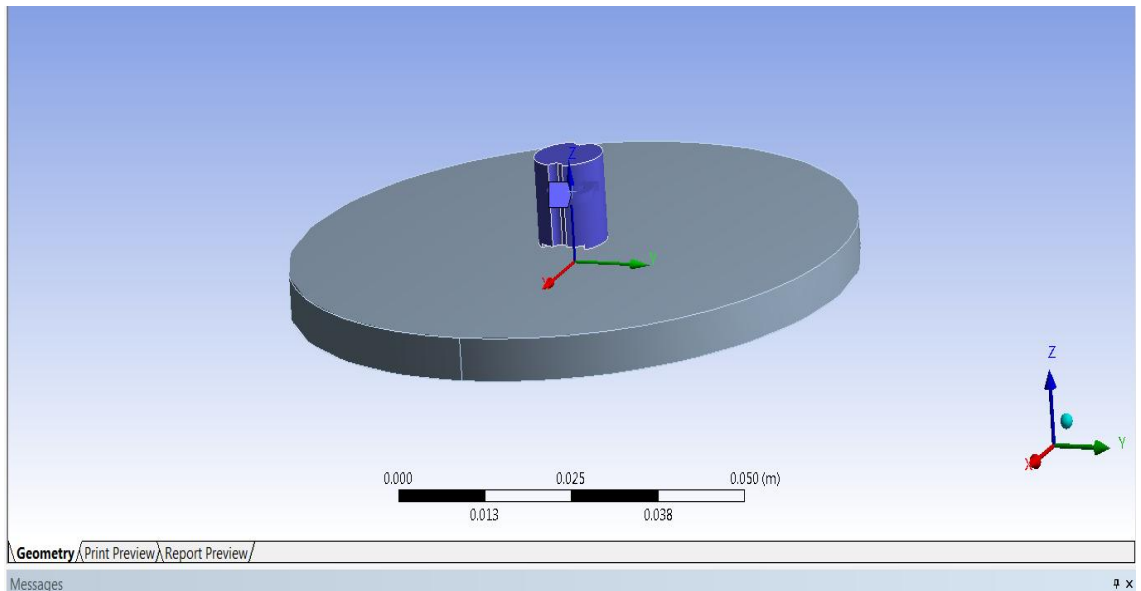 Z
X
Y
Z
Y
X
0.000 0.025 0.050 (m)
0.013 0.038
Geometry Print Preview Report Preview
Messages